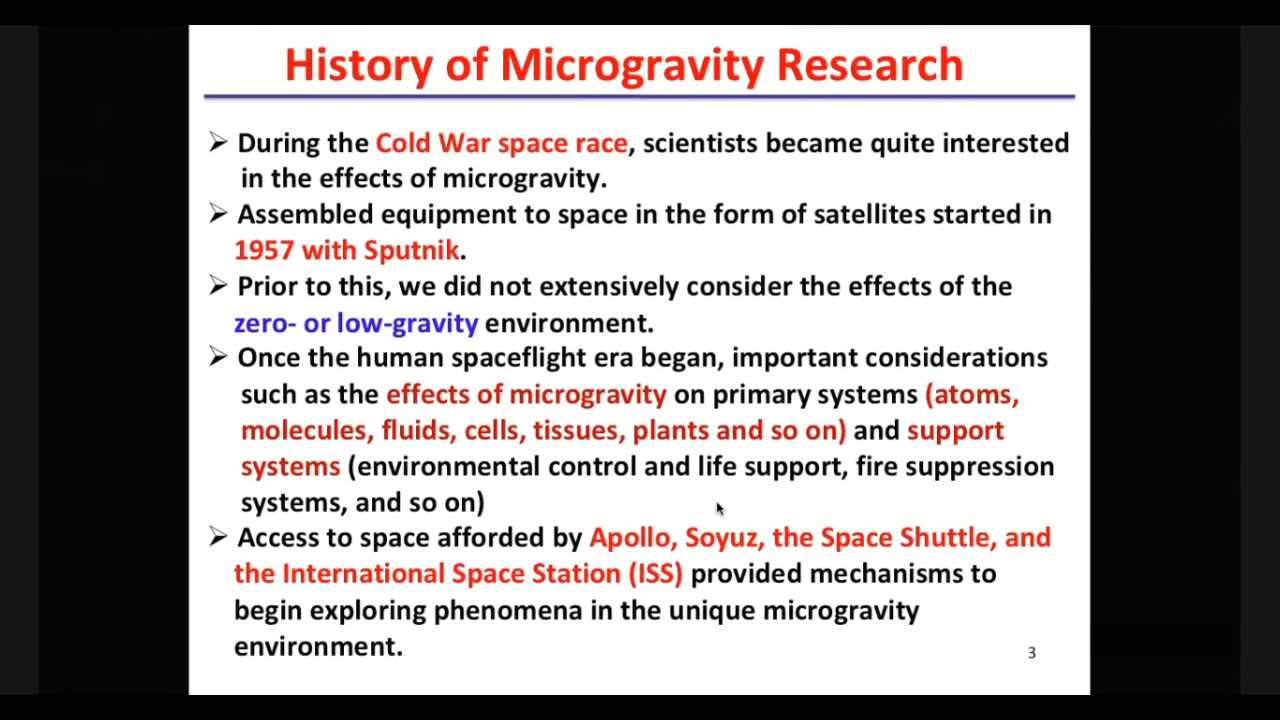 History of Microgravity Research
➢ During the Cold War space race, scientists became quite interested
in the effects of microgravity.
➢ Assembled equipment to space in the form of satellites started in
1957 with Sputnik.
➢ Prior to this, we did not extensively consider the effects of the
zero- or low-gravity environment.
➢ Once the human spaceflight era began, important considerations
such as the effects of microgravity on primary systems (atoms,
molecules, fluids, cells, tissues, plants and so on) and support
systems (environmental control and life support, fire suppression
systems, and so on)
➢ Access to space afforded by Apollo, Soyuz, the Space Shuttle, and
the International Space Station (ISS) provided mechanisms to
begin exploring phenomena in the unique microgravity
environment.
3